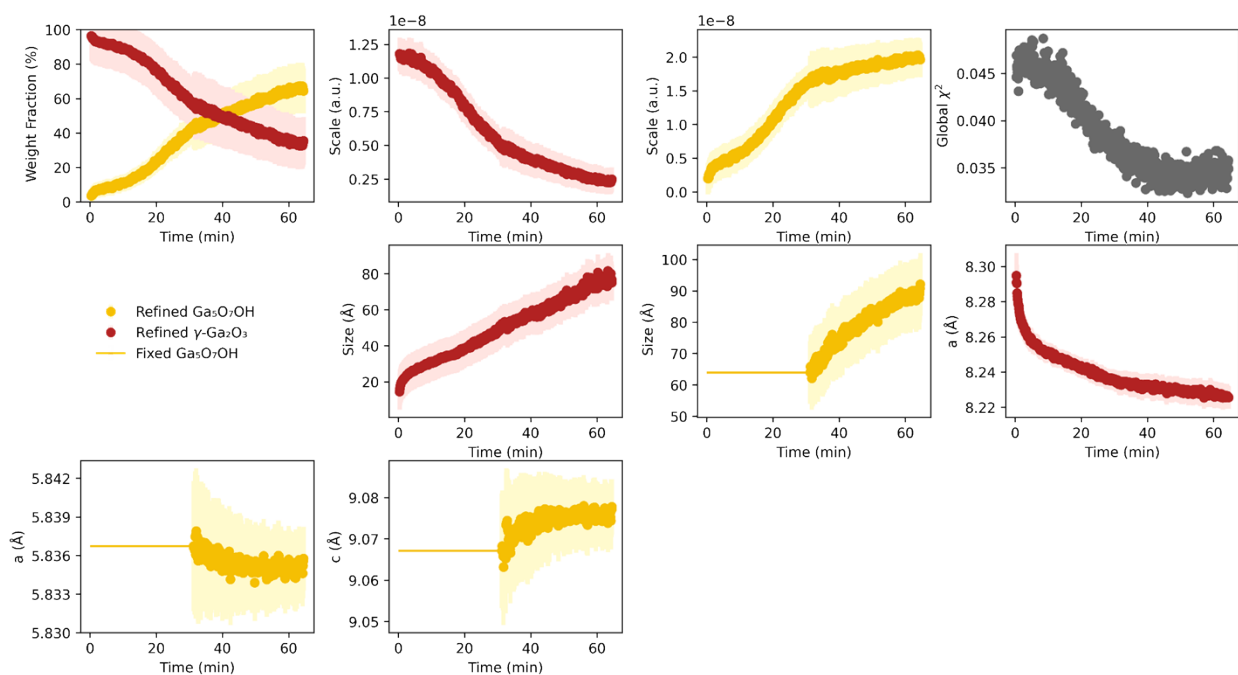 Weight Fraction (%)
100
80
60
40
20
0
0 20 40 60
Time (min)
1e−8
Scale (a.u.)
1.25
1.00
0.75
0.50
0.25
0 20 40 60
Time (min)
1e−8
Scale (a.u.)
2.0
1.5
1.0
0.5
0.0
0 20 40 60
Time (min)
Global χ²
0.045
0.040
0.035
0 20 40 60
Time (min)
Refined Ga₅O₇OH
Refined γ-Ga₂O₃
Fixed Ga₅O₇OH
Size (Å)
80
60
40
20
0 20 40 60
Time (min)
Size (Å)
100
90
80
70
60
50
0 20 40 60
Time (min)
a (Å)
8.30
8.28
8.26
8.24
8.22
0 20 40 60
Time (min)
a (Å)
5.842
5.839
5.836
5.833
5.830
0 20 40 60
Time (min)
c (Å)
9.08
9.07
9.06
9.05
0 20 40 60
Time (min)